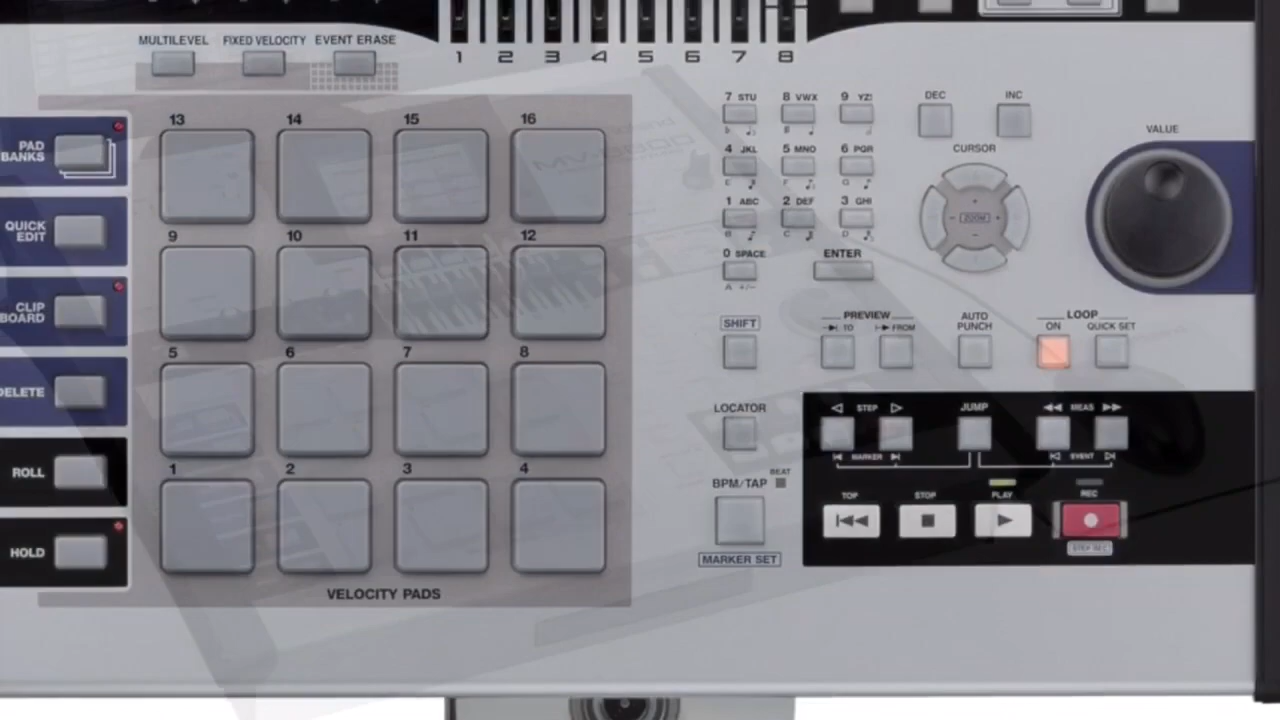 1 2 3 4 5 6 7 8
MULTILEVEL FIXED VELOCITY EVENT ERASE
PAD
BANKS
QUICK
EDIT
CLIP
BOARD
DELETE
ROLL
HOLD
13 14 15 16
9 10 11 12
5 6 7 8
1 2 3 4
VELOCITY PADS
7 STU 8 VWX 9 YZ!
4 JKL 5 MNO 6 PQR
1 ABC 2 DEF 3 GHI
0 SPACE
A +/-
ENTER
DEC INC
CURSOR
ZOOM
VALUE
SHIFT
PREVIEW
TO FROM
AUTO
PUNCH
LOOP
ON QUICK SET
LOCATOR
STEP JUMP MEAS
MARKER EVENT
BEAT
BPM/TAP
MARKER SET
TOP STOP PLAY REC
STEP REC